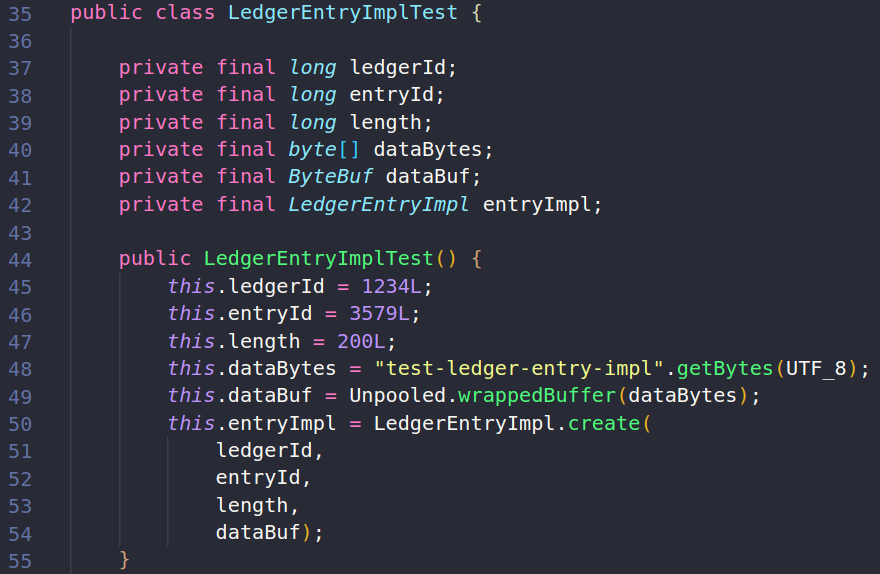 35 public class LedgerEntryImplTest {
36
37 private final long ledgerId;
38 private final long entryId;
39 private final long length;
40 private final byte[] dataBytes;
41 private final ByteBuf dataBuf;
42 private final LedgerEntryImpl entryImpl;
43
44 public LedgerEntryImplTest() {
45 this.ledgerId = 1234L;
46 this.entryId = 3579L;
47 this.length = 200L;
48 this.dataBytes = "test-ledger-entry-impl".getBytes(UTF_8);
49 this.dataBuf = Unpooled.wrappedBuffer(dataBytes);
50 this.entryImpl = LedgerEntryImpl.create(
51 ledgerId,
52 entryId,
53 length,
54 dataBuf);
55 }